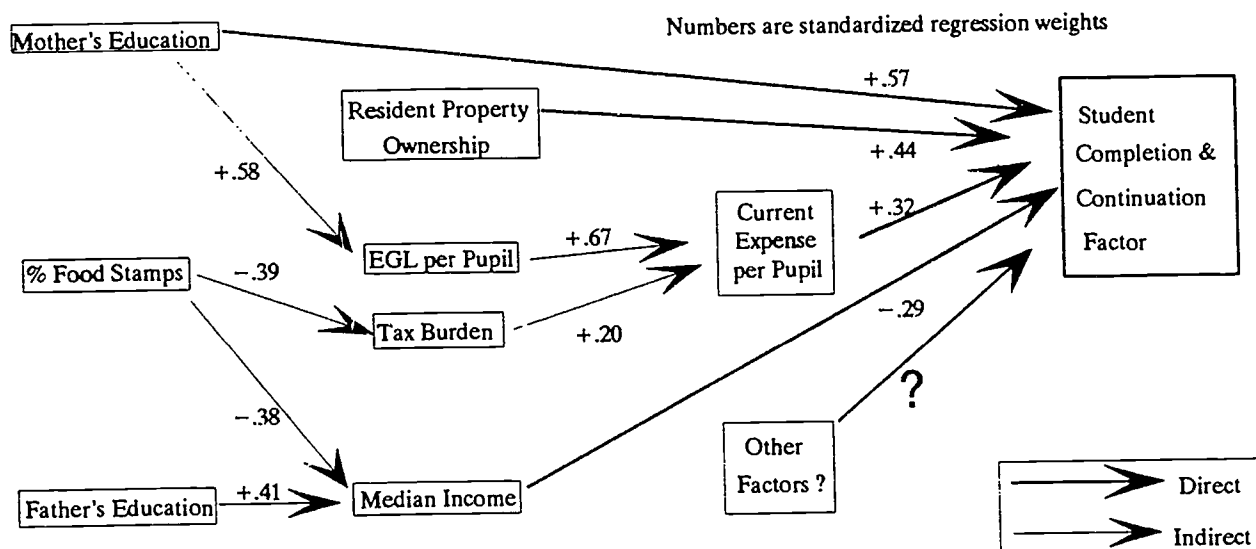 Numbers are standardized regression weights
Mother's Education
+.57
Resident Property
Ownership
+.44
Student
Completion &
Continuation
Factor
+.58
Current
Expense
per Pupil
+.32
EGL per Pupil
+.67
% Food Stamps
-.39
Tax Burden
+.20
-.29
?
-.38
Other
Factors ?
Father's Education
+.41
Median Income
Direct
Indirect